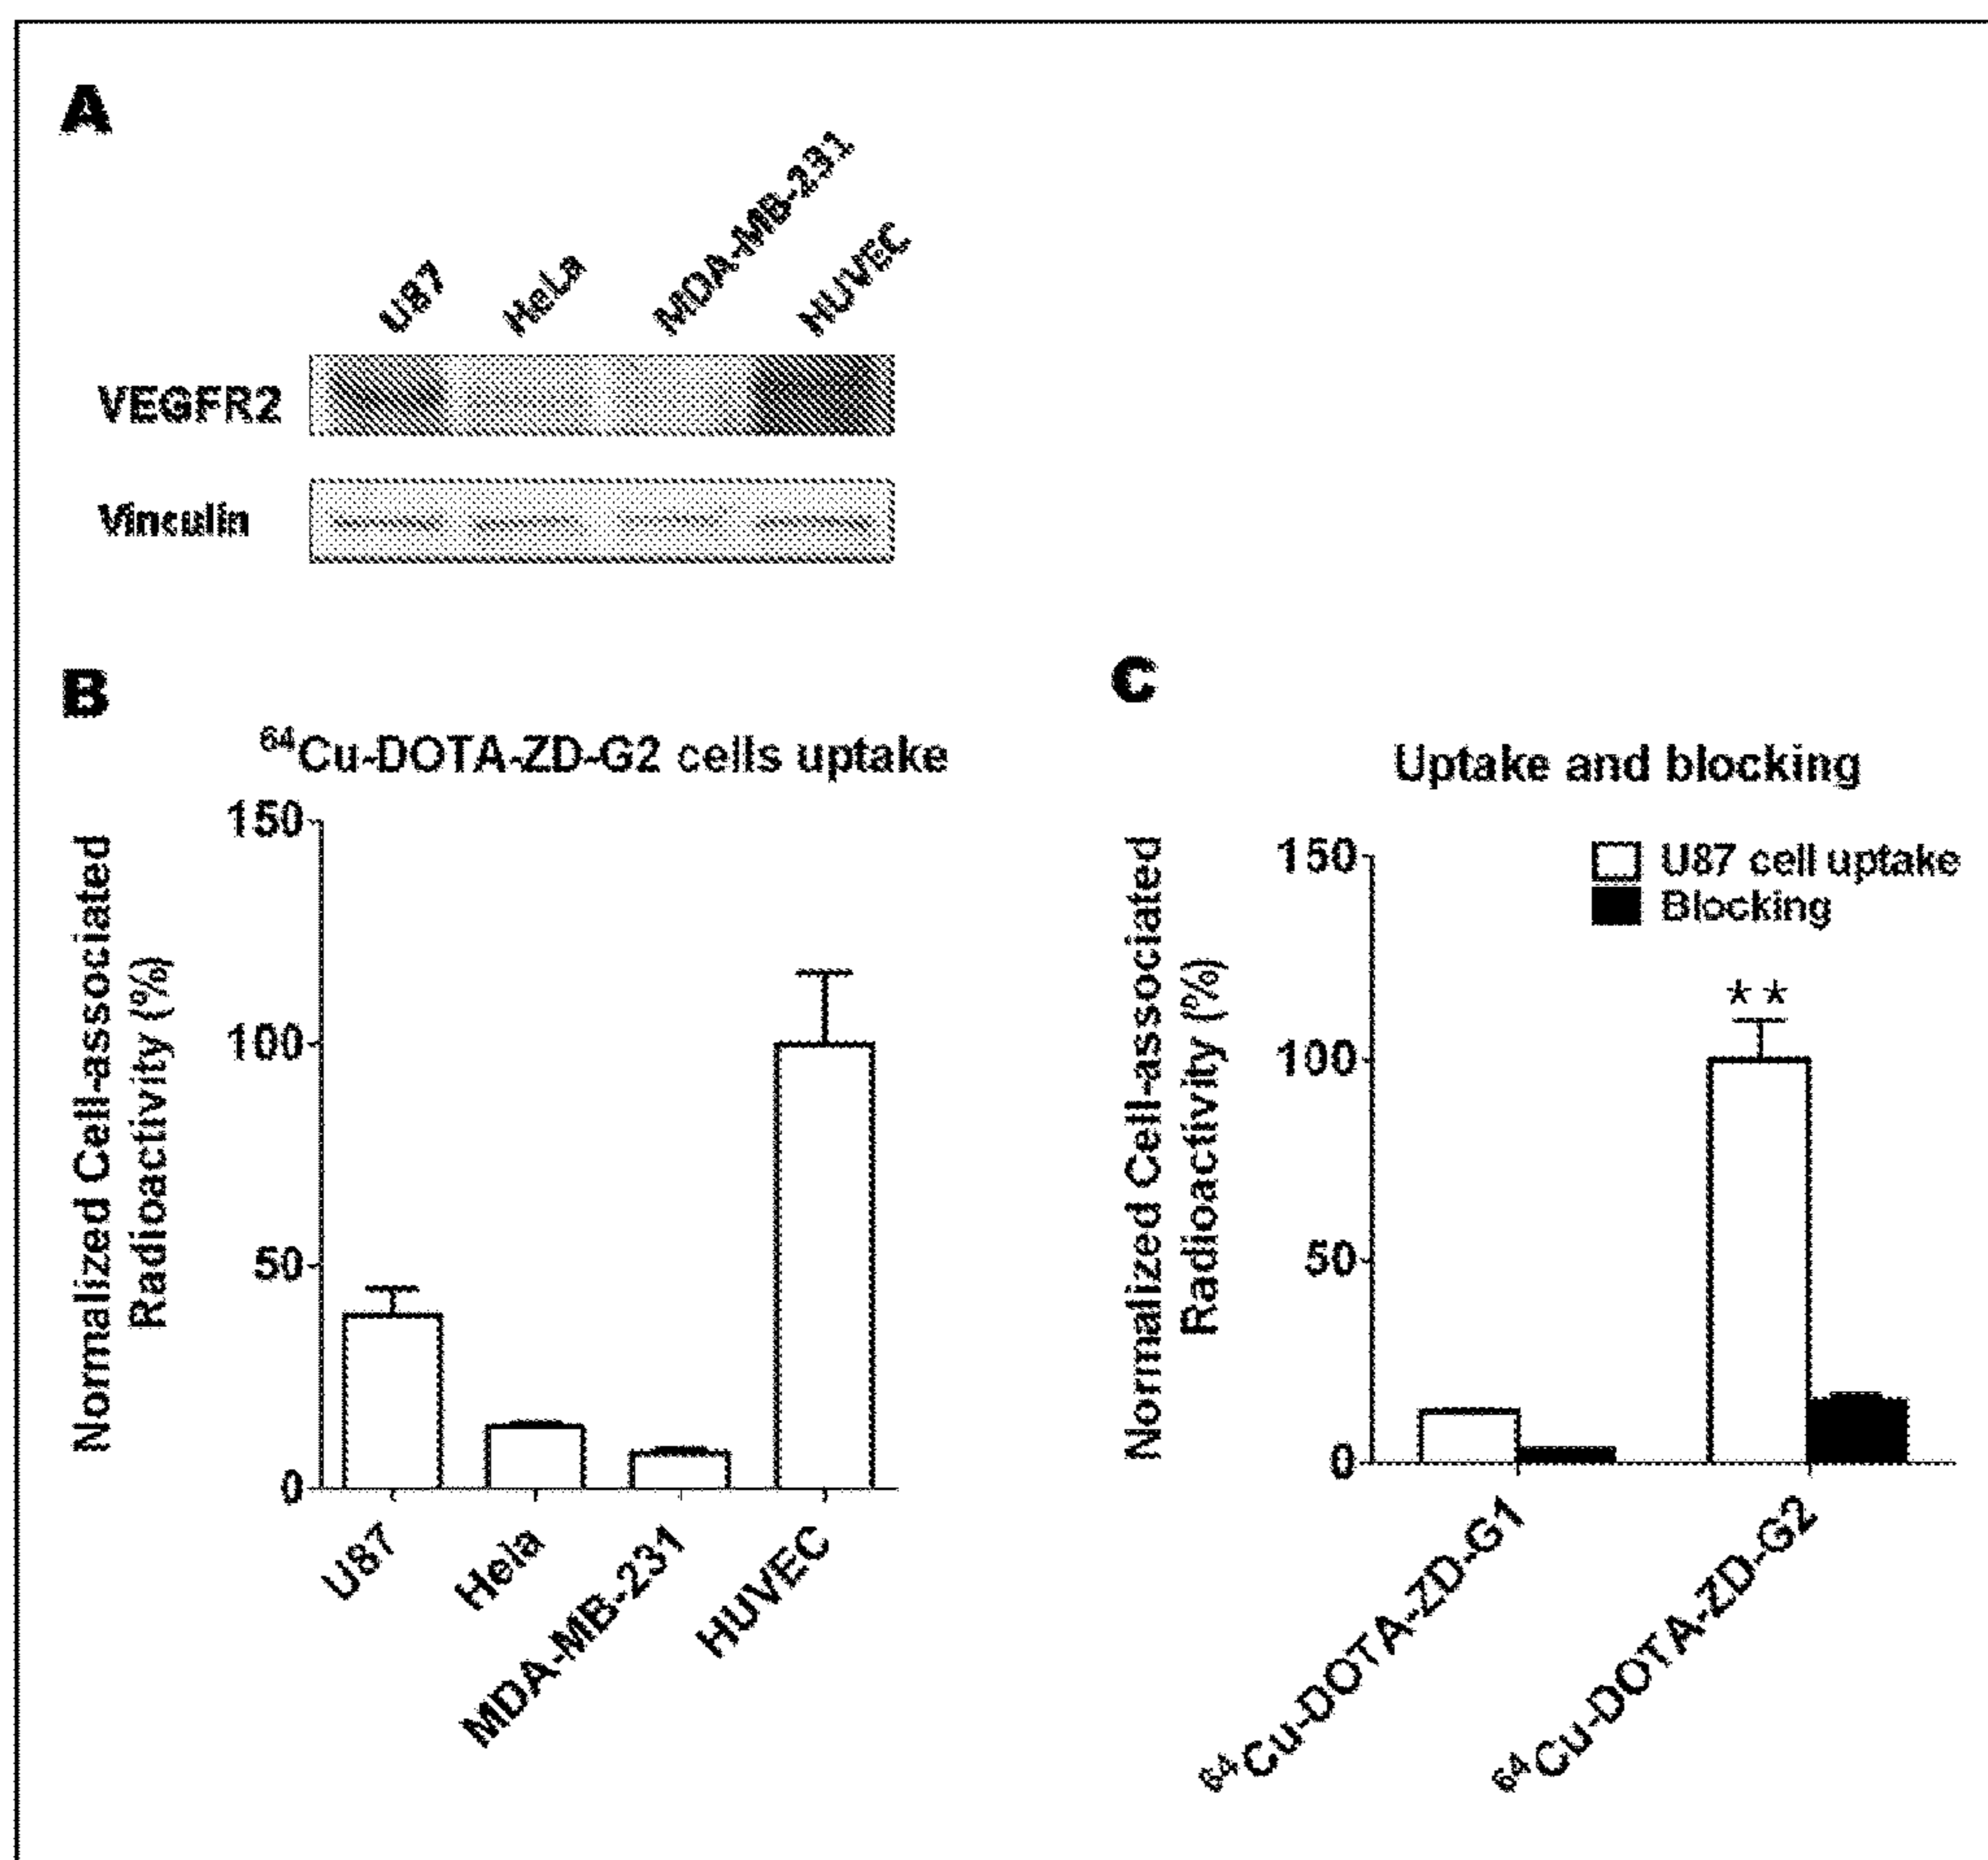 A
U87
HeLa
MDA-MB-231
HUVEC
VEGFR2
Vinculin
B
⁶⁴Cu-DOTA-ZD-G2 cells uptake
Normalized Cell-associated
Radioactivity (%)
150
100
50
0
U87
Hela
MDA-MB-231
HUVEC
C
Uptake and blocking
Normalized Cell-associated
Radioactivity (%)
150
100
50
0
U87 cell uptake
Blocking
**
⁶⁴Cu-DOTA-ZD-G1
⁶⁴Cu-DOTA-ZD-G2